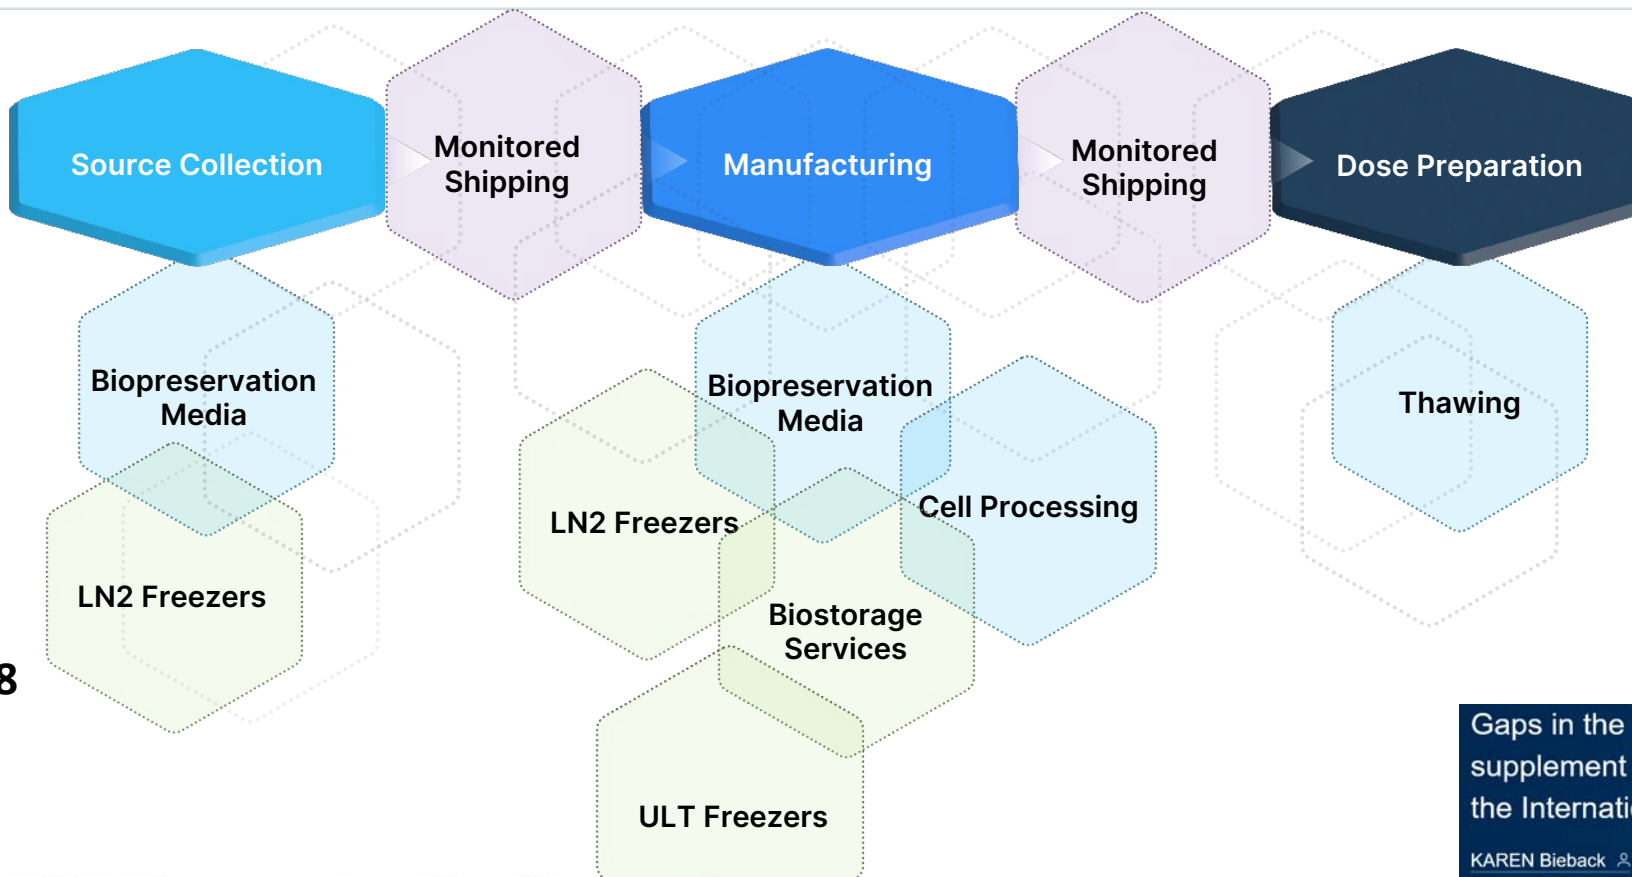 Source Collection
Monitored
Shipping
Manufacturing
Monitored
Shipping
Dose Preparation
Biopreservation
Media
LN2 Freezers
Biopreservation
Media
LN2 Freezers
Cell Processing
Biostorage
Services
ULT Freezers
Thawing
8
Gaps in the
supplement
the Internati
KAREN Bieback